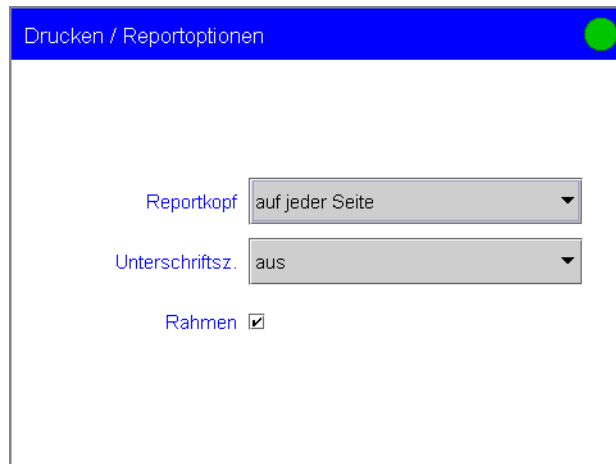 Drucken / Reportoptionen
Reportkopf auf jeder Seite
Unterschriftsz. aus
Rahmen